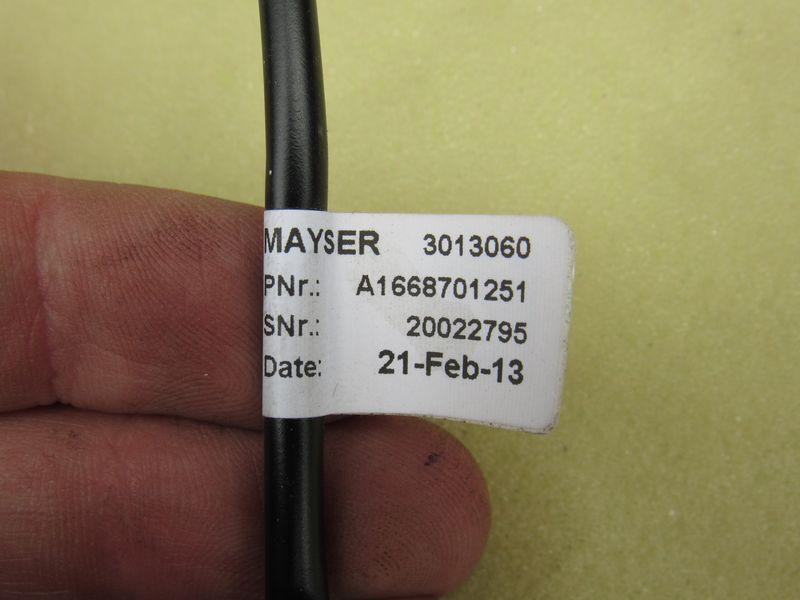 MAYSER 3013060
PNr.: A1668701251
SNr.: 20022795
Date: 21-Feb-13